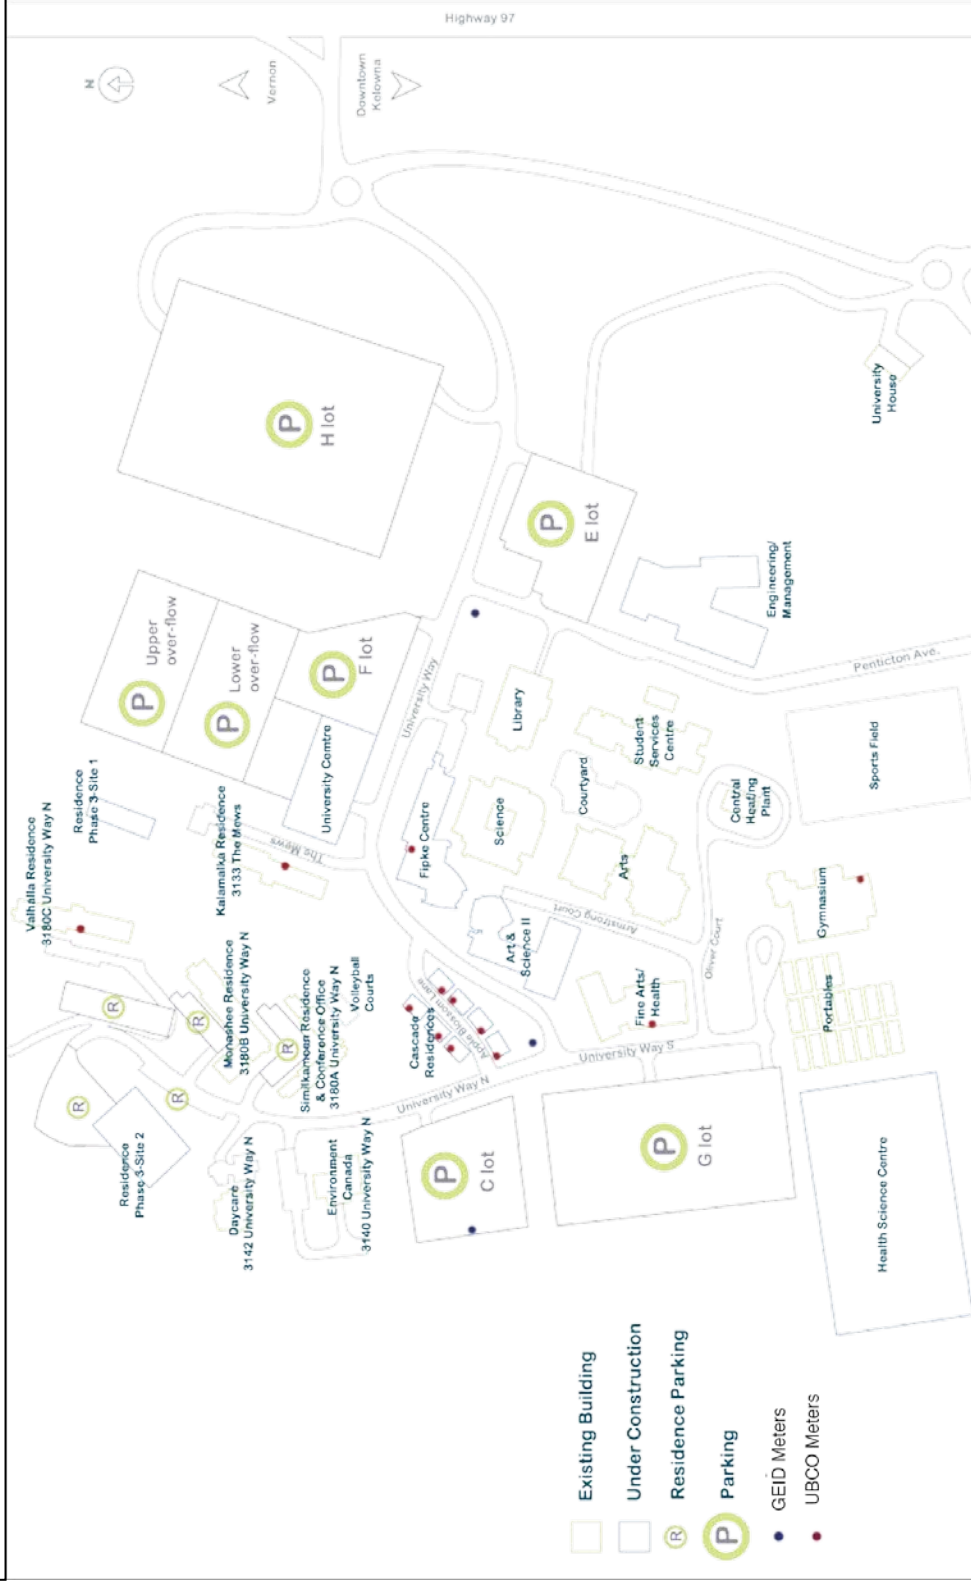 Highway 97
N
Vernon
Downtown
Kelowna
Valhalla Residence
3180C University Way N
Residence
Phase 3-Site 1
P
Upper
over-flow
P
Lower
over-flow
P
F lot
P
H lot
University Centre
Kalamalka Residence
3133 The Mews
The Mews
University Way
R
R
R
R
R
Monashee Residence
3180B University Way N
Similkameen Residence
& Conference Office
3180A University Way N
Volleyball
Courts
Residence
Phase 3-Site 2
Daycare
3142 University Way N
Environment
Canada
3140 University Way N
University Way N
Cascade
Residences
Apple Blossom Lane
Fipke Centre
Science
Library
P
E lot
Art &
Science II
Armstrong Court
Courtyard
Arts
Student
Services
Centre
Engineering/
Management
University
House
Penticton Ave.
P
C lot
P
G lot
University Way S
Fine Arts/
Health
Oliver Court
Central
Heating
Plant
Sports Field
Gymnasium
Portables
Health Science Centre
Existing Building
Under Construction
R
Residence Parking
P
Parking
GEID Meters
UBCO Meters